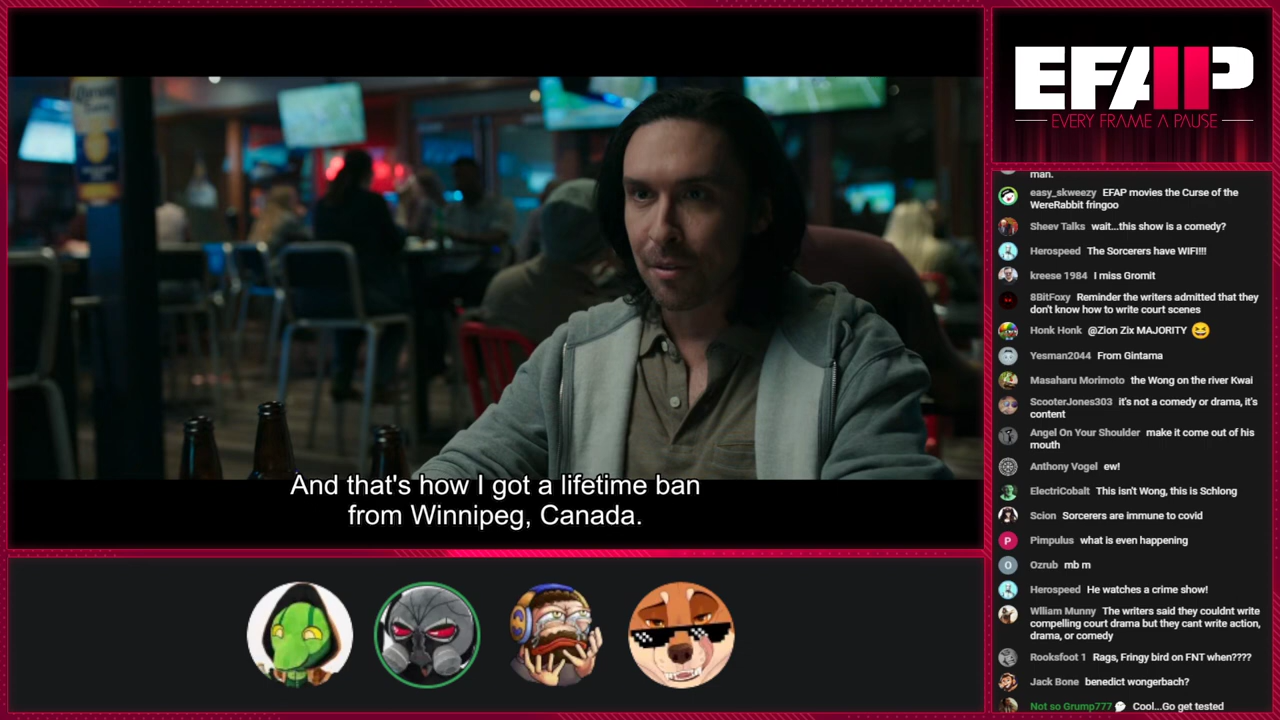 And that's how I got a lifetime ban
from Winnipeg, Canada.
EFAP
EVERY FRAME A PAUSE
man.
easy_skweezy EFAP movies the Curse of the
WereRabbit fringoo
Sheev Talks wait...this show is a comedy?
Herospeed The Sorcerers have WIFI!!!
kreese 1984 I miss Gromit
8BitFoxy Reminder the writers admitted that they
don't know how to write court scenes
Honk Honk @Zion Zix MAJORITY 😆
Yesman2044 From Gintama
Masaharu Morimoto the Wong on the river Kwai
ScooterJones303 it's not a comedy or drama, it's
content
Angel On Your Shoulder make it come out of his
mouth
Anthony Vogel ew!
ElectriCobalt This isn't Wong, this is Schlong
Scion Sorcerers are immune to covid
P
Pimpulus what is even happening
O
Ozrub mb m
Herospeed He watches a crime show!
Wlliam Munny The writers said they couldnt write
compelling court drama but they cant write action,
drama, or comedy
Rooksfoot 1 Rags, Fringy bird on FNT when????
Jack Bone benedict wongerbach?
Not so Grump777 Cool...Go get tested